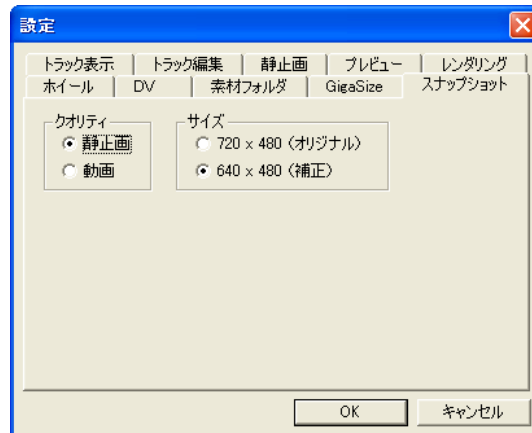 設定
トラック表示 トラック編集 静止画 プレビュー レンダリング
ホイール DV 素材フォルダ GigaSize スナップショット
クオリティ サイズ
静止画 720 x 480 (オリジナル)
動画 640 x 480 (補正)
OK キャンセル